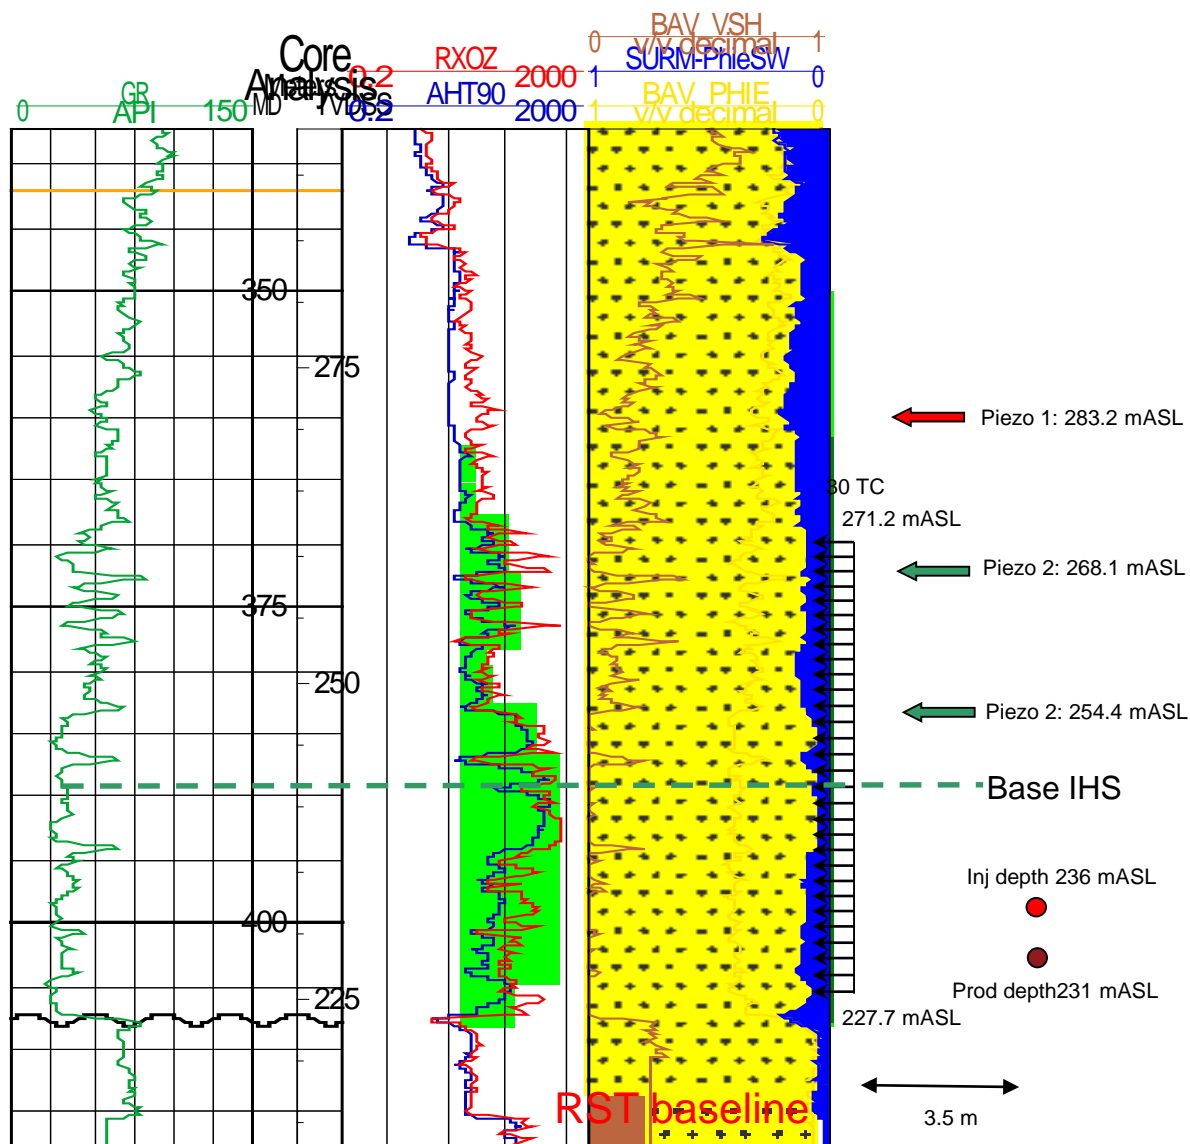 BAV_VSH
0 v/v decimal 1
Core
RXOZ
SURM-PhieSW
0.2 2000 1 0
Analysis
GR
Meters
AHT90
BAV_PHIE
0 API 150 MD TVDSS 0.2 2000 1 v/v decimal 0
350
275
Piezo 1: 283.2 mASL
30 TC
271.2 mASL
Piezo 2: 268.1 mASL
375
250
Piezo 2: 254.4 mASL
Base IHS
Inj depth 236 mASL
400
Prod depth231 mASL
225
227.7 mASL
RST baseline
3.5 m